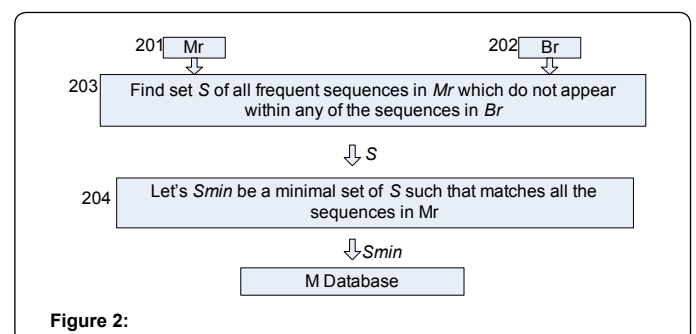 201 Mr 202 Br
203 Find set S of all frequent sequences in Mr which do not appear
within any of the sequences in Br
S
204 Let's Smin be a minimal set of S such that matches all the
sequences in Mr
Smin
M Database
Figure 2: